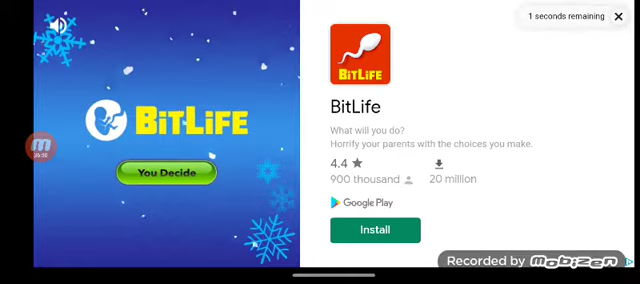 1 seconds remaining
BitLife
You Decide
BitLife
BitLife
What will you do?
Horrify your parents with the choices you make.
4.4
900 thousand 20 million
Google Play
Install
Recorded by Mobizen